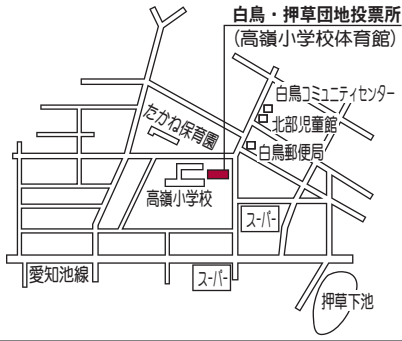 白鳥・押草団地投票所
(高嶺小学校体育館)
白鳥コミュニティセンター
北部児童館
白鳥郵便局
たかね保育園
高嶺小学校
スーパー
スーパー
愛知池線
押草下池